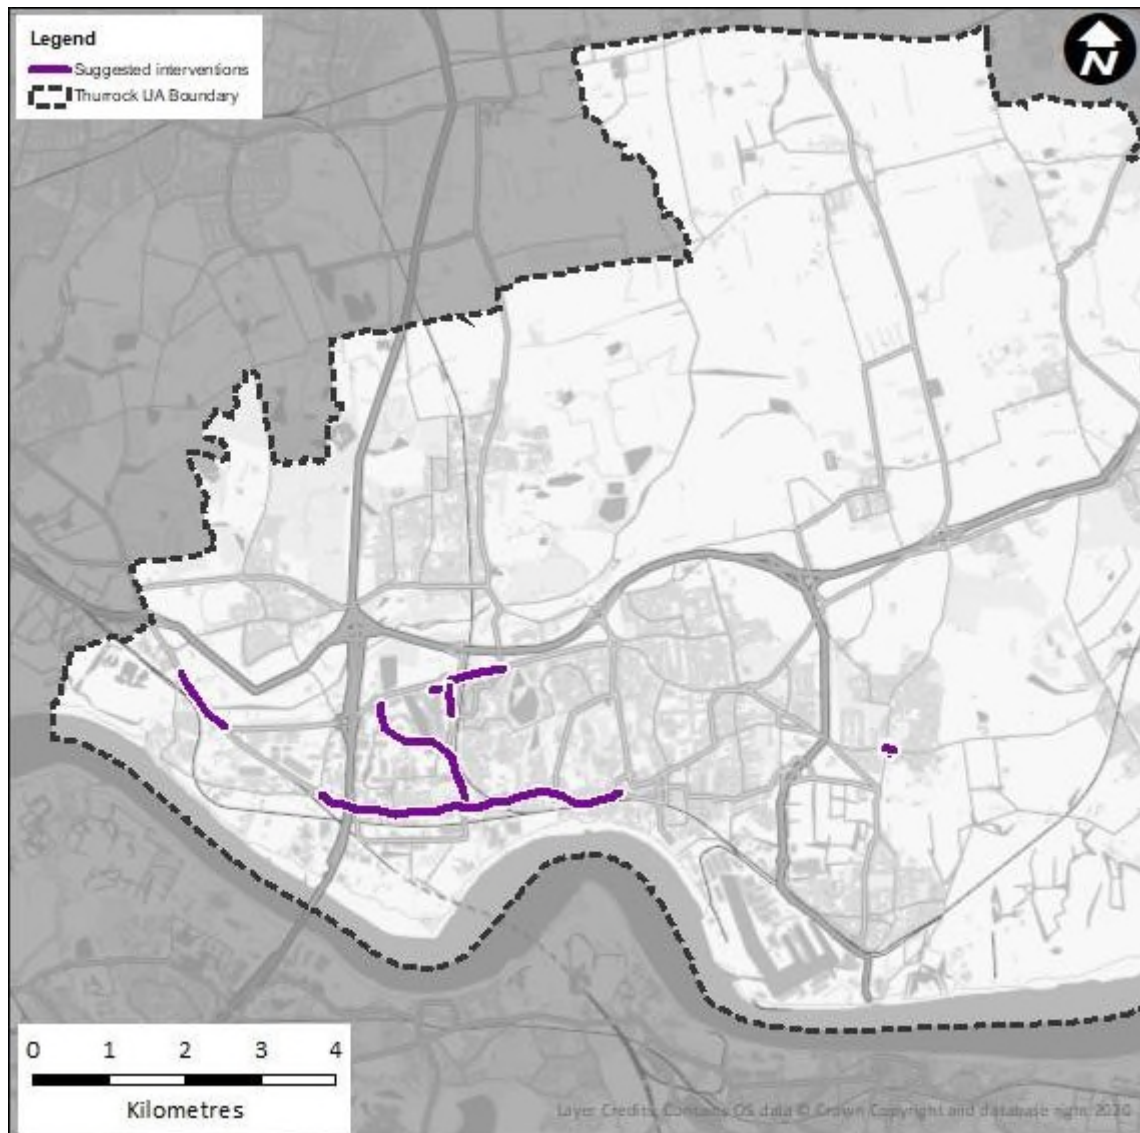 Legend
Suggested interventions
Thurrock UA Boundary
N
0 1 2 3 4
Kilometres
Layer Credits: Contains OS data © Crown Copyright and database right 2020